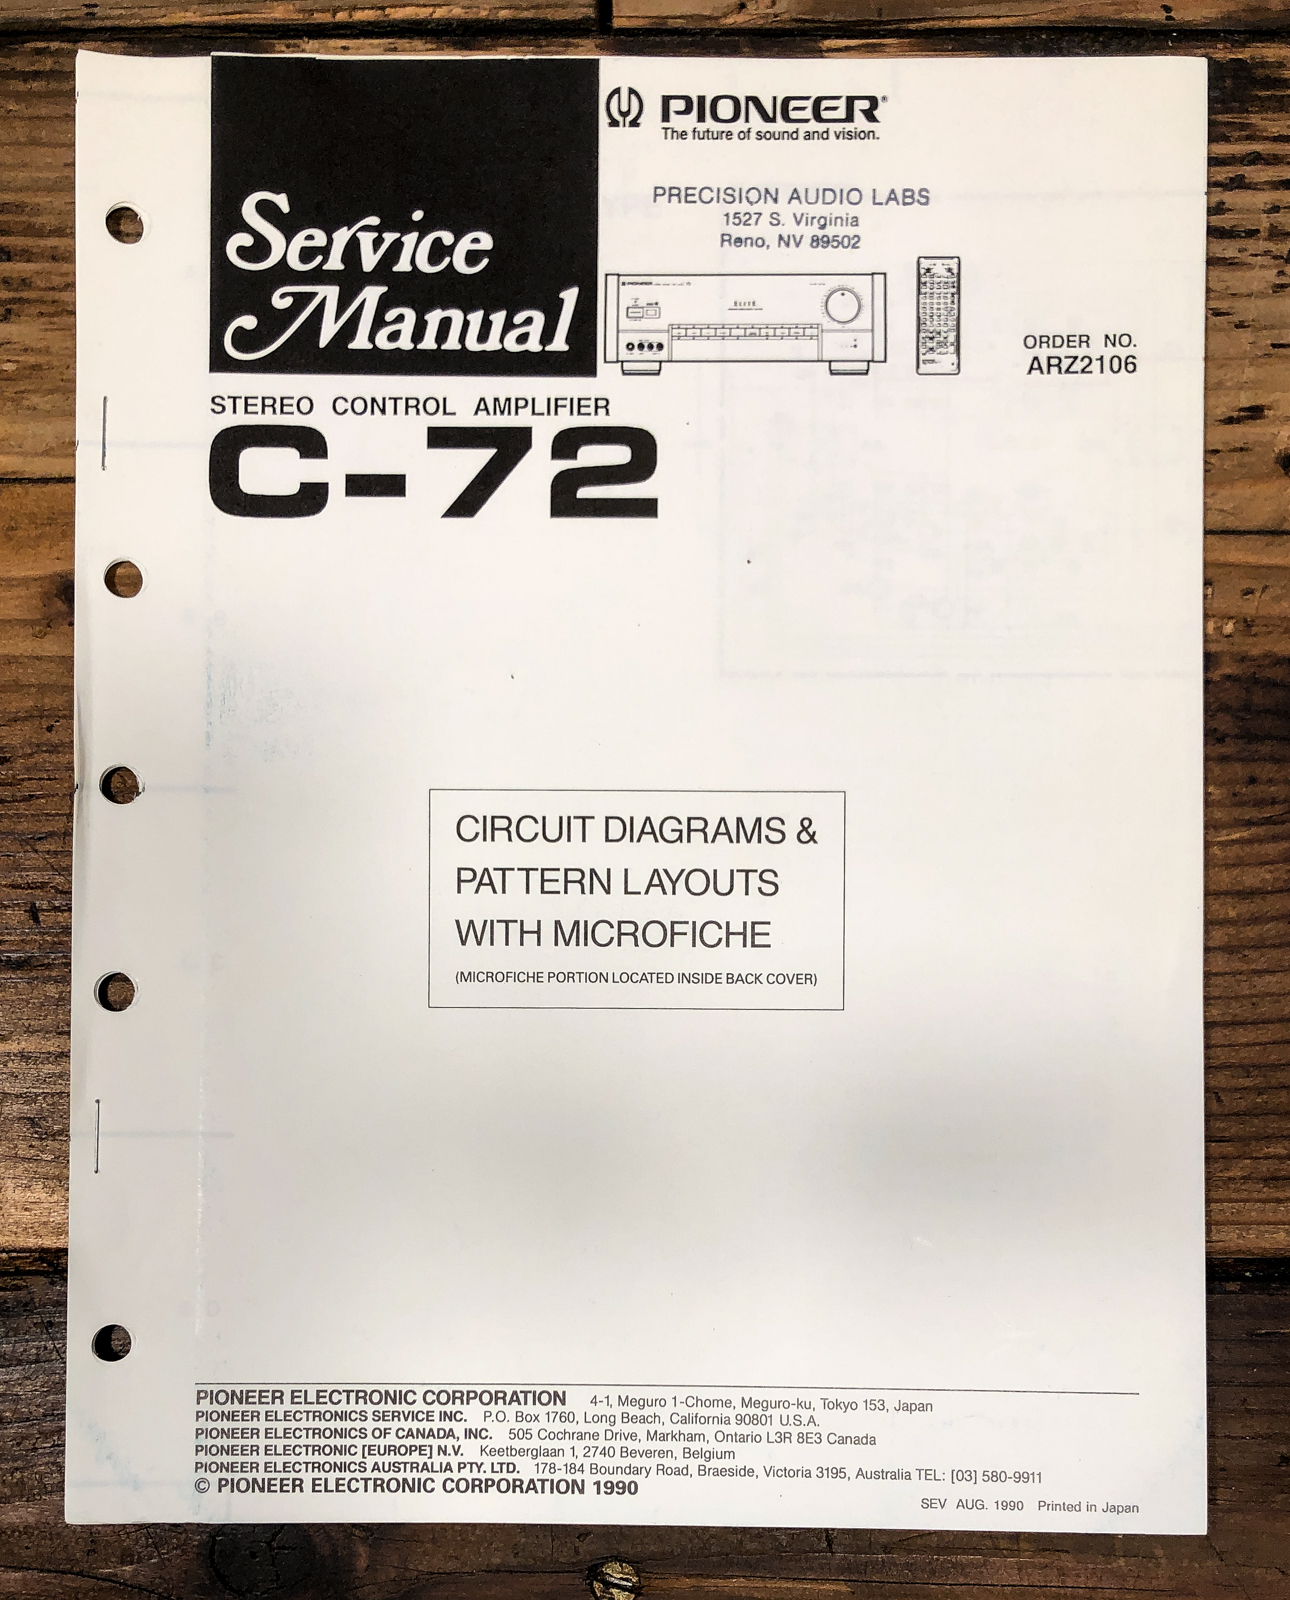 Service
Manual
PIONEER®
The future of sound and vision.
PRECISION AUDIO LABS
1527 S. Virginia
Reno, NV 89502
PIONEER
ELITE
ORDER NO.
ARZ2106
STEREO CONTROL AMPLIFIER
C-72
CIRCUIT DIAGRAMS &
PATTERN LAYOUTS
WITH MICROFICHE
(MICROFICHE PORTION LOCATED INSIDE BACK COVER)
PIONEER ELECTRONIC CORPORATION 4-1, Meguro 1-Chome, Meguro-ku, Tokyo 153, Japan
PIONEER ELECTRONICS SERVICE INC. P.O. Box 1760, Long Beach, California 90801 U.S.A.
PIONEER ELECTRONICS OF CANADA, INC. 505 Cochrane Drive, Markham, Ontario L3R 8E3 Canada
PIONEER ELECTRONIC [EUROPE] N.V. Keetberglaan 1, 2740 Beveren, Belgium
PIONEER ELECTRONICS AUSTRALIA PTY. LTD. 178-184 Boundary Road, Braeside, Victoria 3195, Australia TEL: [03] 580-9911
© PIONEER ELECTRONIC CORPORATION 1990
SEV AUG. 1990 Printed in Japan